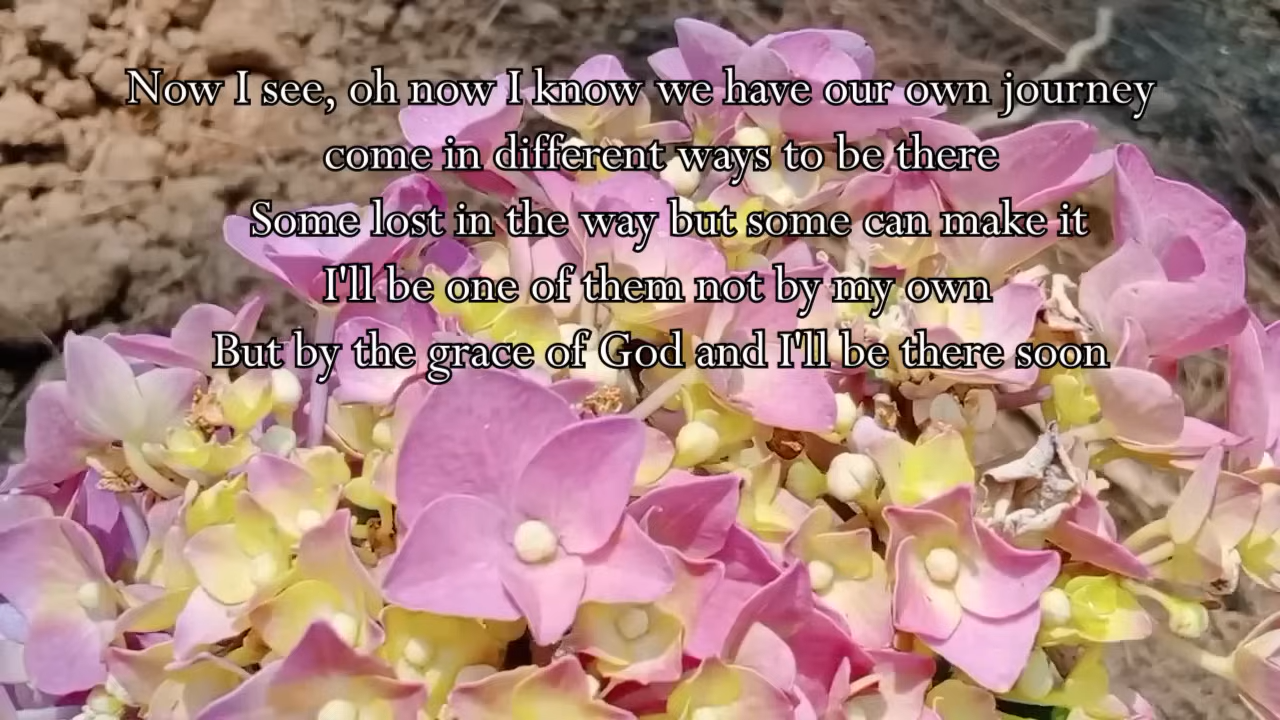 Now I see, oh now I know we have our own journey
come in different ways to be there
Some lost in the way but some can make it
I'll be one of them not by my own
But by the grace of God and I'll be there soon